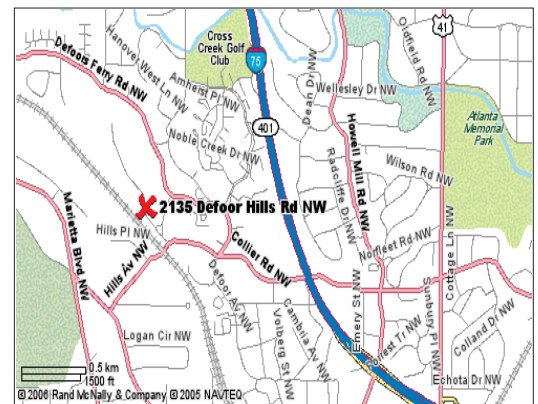 Cross
Creek Golf
Club
75
401
41
Oldfield Rd NW
Hanover West Ln NW
Defoors Ferry Rd NW
Amherst Pl NW
Dean Dr NW
Wellesley Dr NW
Atlanta
Memorial
Park
Noble Creek Dr NW
Howell Mill Rd NW
Radcliffe Dr NW
Wilson Rd NW
2135 Defoor Hills Rd NW
Marietta Blvd NW
Hills Pl NW
Hills Av NW
Collier Rd NW
Norfleet Rd NW
Cottage Ln NW
Defoor Av NW
Emery St NW
Sunbury Pl NW
Cambria Av NW
Volberg St NW
Logan Cir NW
Forrest Tr NW
Colland Dr NW
Echota Dr NW
0.5 km
1500 ft
© 2006 Rand McNally & Company © 2005 NAVTEQ